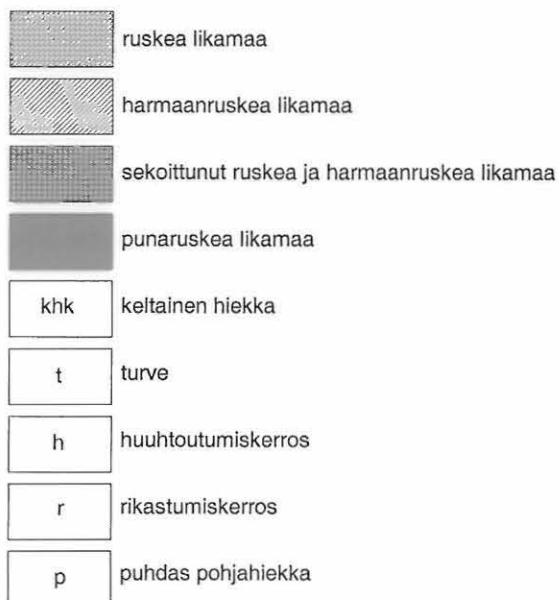 ruskea likamaa
harmaanruskea likamaa
sekoittunut ruskea ja harmaanruskea likamaa
punaruskea likamaa
khk keltainen hiekka
t turve
h huuhtoutumiskerros
r rikastumiskerros
p puhdas pohjahiekka